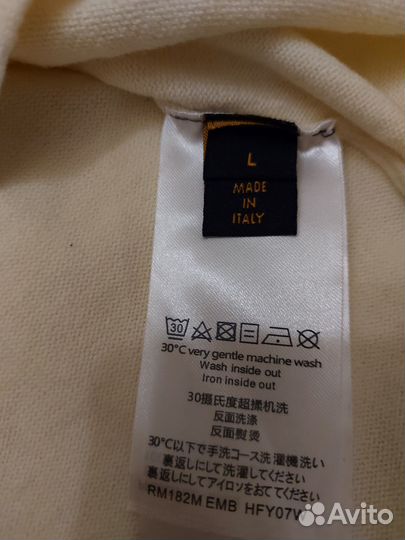 L
MADE
IN
ITALY
30
30°C very gentle machine wash
Wash inside out
Iron inside out
30摄氏度超揉机洗
反面洗涤
反面熨烫
30℃以下で手洗コース洗濯機洗い
裏返しにして洗濯してください
裏返しにしてアイロンをおててください
RM182M EMB HFY07W
Avito